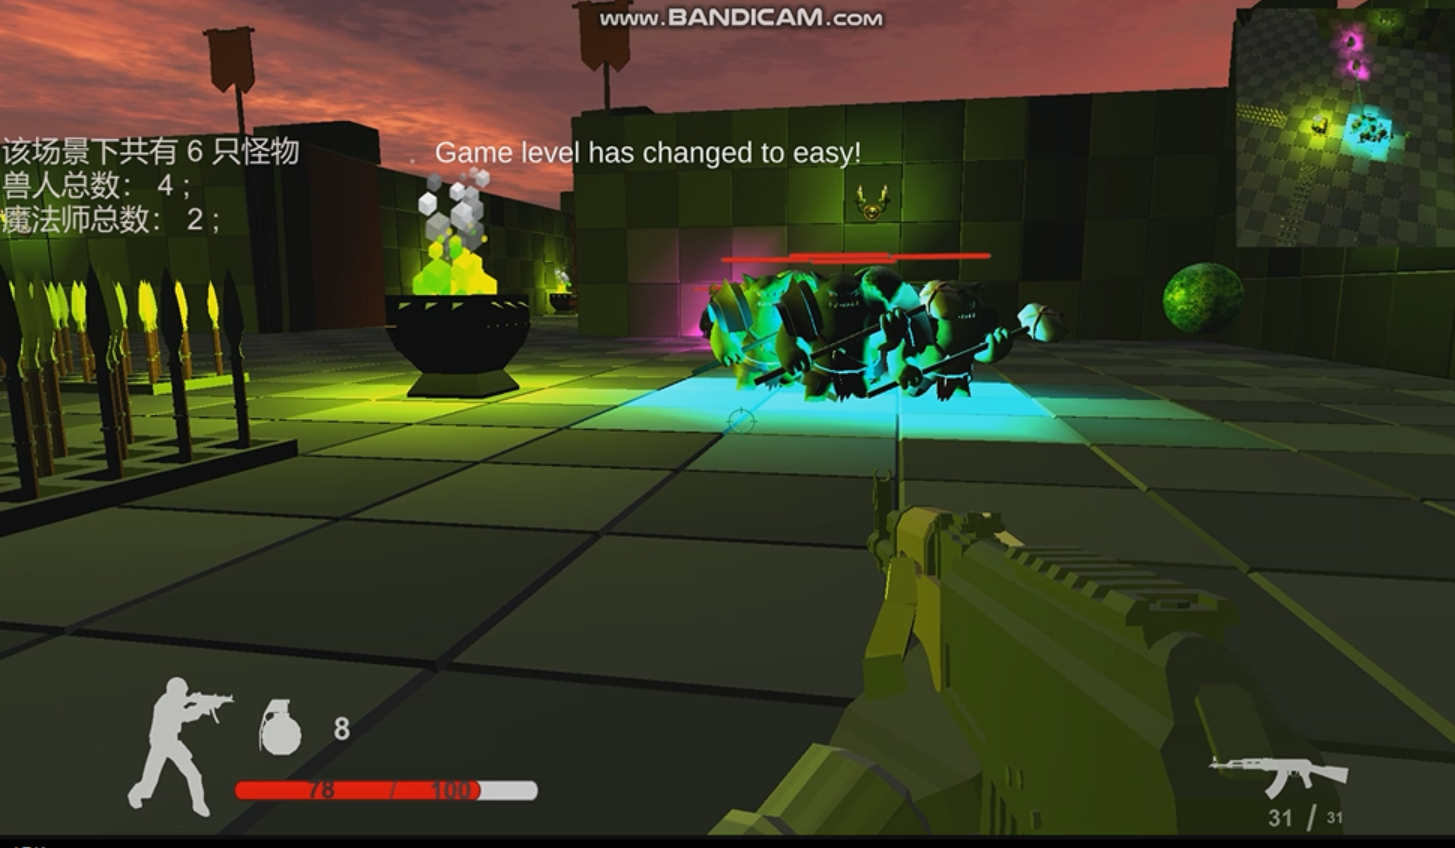 www.BANDICAM.com
该场景下共有 6 只怪物
兽人总数： 4 ;
魔法师总数： 2 ;
Game level has changed to easy!
8
78 / 100
31 / 31